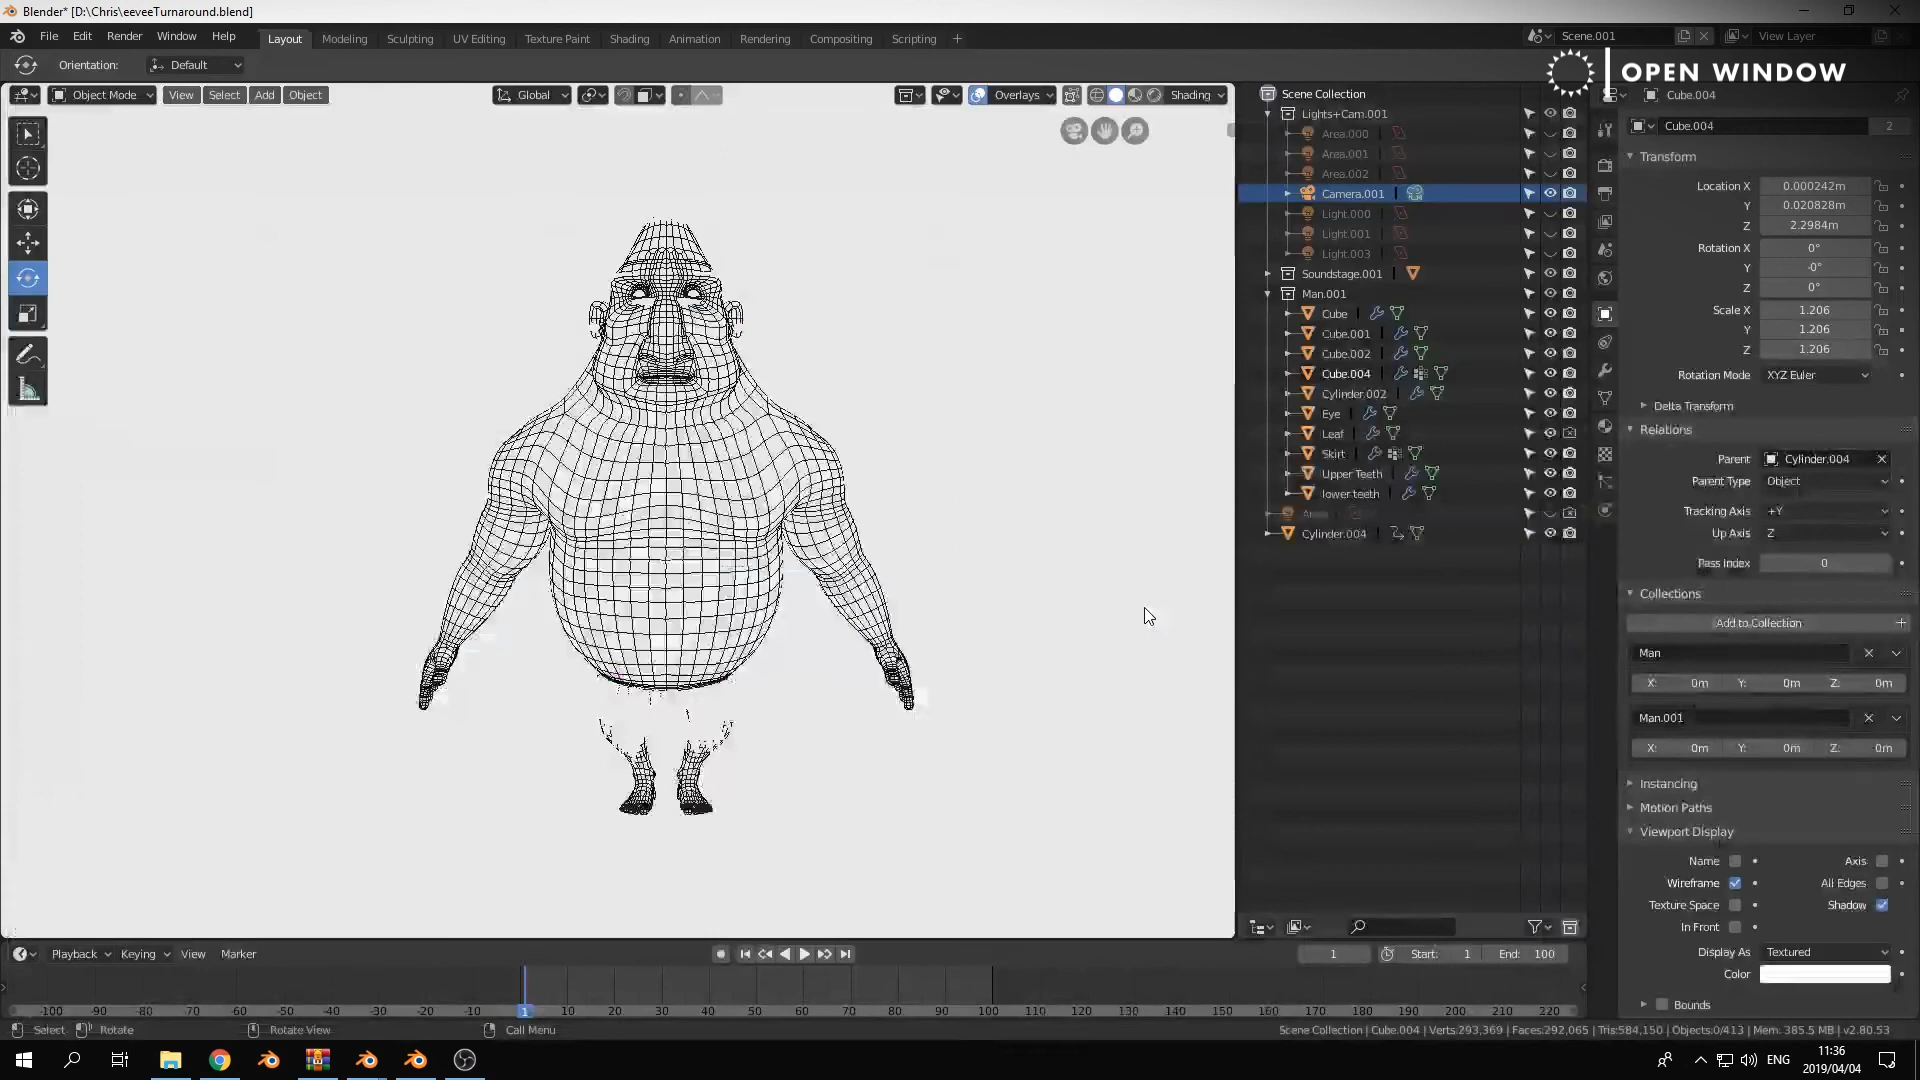 Blender* [D:\Chris\eeveeTurnaround.blend]
File Edit Render Window Help Layout Modeling Sculpting UV Editing Texture Paint Shading Animation Rendering Compositing Scripting Scene.001 View Layer
Orientation: Default
OPEN WINDOW
Object Mode View Select Add Object Global Overlays Shading
Scene Collection
Lights+Cam.001
Area.000
Area.001
Area.002
Camera.001
Light.000
Light.001
Light.003
Soundstage.001
Man.001
Cube
Cube.001
Cube.002
Cube.004
Cylinder.002
Eye
Leaf
Skirt
Upper Teeth
lower teeth
Cylinder.004
Cube.004
Cube.004 2
Transform
Location X 0.000242m
Y 0.020828m
Z 2.2984m
Rotation X 0°
Y -0°
Z 0°
Scale X 1.206
Y 1.206
Z 1.206
Rotation Mode XYZ Euler
Delta Transform
Relations
Parent Cylinder.004
Parent Type Object
Tracking Axis +Y
Up Axis Z
Pass Index 0
Collections
Add to Collection
Man
X: 0m Y: 0m Z: 0m
Man.001
X: 0m Y: 0m Z: 0m
Instancing
Motion Paths
Viewport Display
Name Axis
Wireframe All Edges
Texture Space Shadow
In Front
Display As Textured
Color
Bounds
Playback Keying View Marker 1 Start: 1 End: 100
-100 -90 -80 -70 -60 -50 -40 -30 -20 -10 1 10 20 30 40 50 60 70 80 90 100 110 120 130 140 150 160 170 180 190 200 210 220
Select Rotate Rotate View Call Menu Scene Collection | Cube.004 | Verts:293,369 | Faces:292,065 | Tris:584,150 | Objects:0/413 | Mem: 385.5 MB | v2.80.53
ENG
11:36
2019/04/04